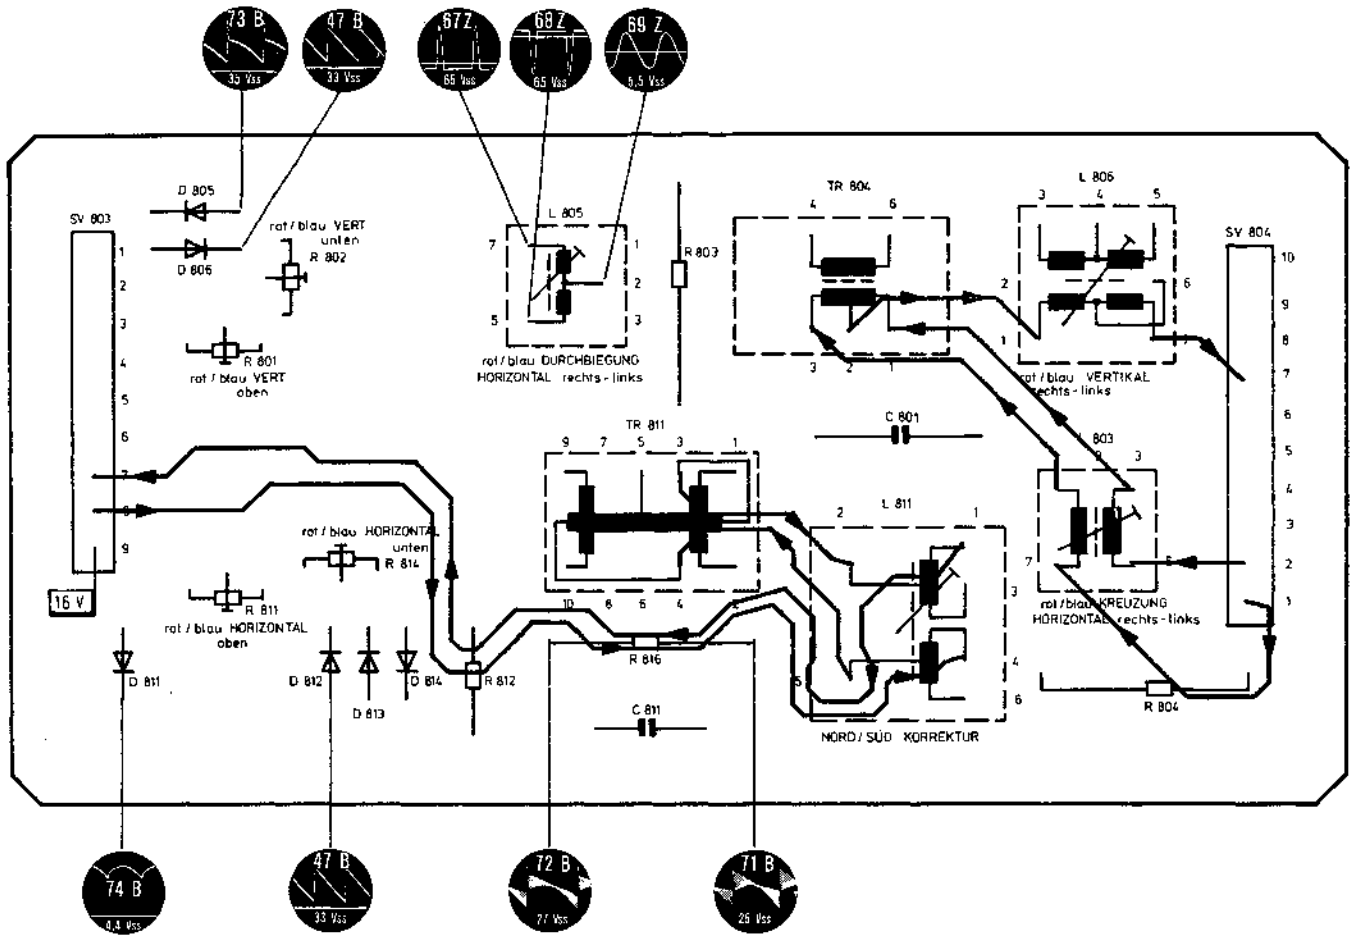 73 B
35 Vss
47 B
33 Vss
67 Z
65 Vss
68 Z
65 Vss
69 Z
5,5 Vss
D 805
D 806
SV 803
1
2
3
4
5
6
7
8
9
16 V
rot / blau VERT
unten
R 802
R 801
rot / blau VERT
oben
L 805
7
5
1
2
3
rot / blau DURCHBIEGUNG
HORIZONTAL rechts - links
R 803
TR 804
4
6
3
2
1
L 806
3
4
5
2
6
1
7
rot / blau VERTIKAL
rechts - links
SV 804
10
9
8
7
6
5
4
3
2
1
C 801
TR 811
9
7
5
3
1
10
8
6
4
2
L 803
3
7
rot / blau KREUZUNG
HORIZONTAL rechts - links
R 804
L 811
2
1
3
4
5
6
NORD / SÜD KORREKTUR
rot / blau HORIZONTAL
unten
R 814
R 811
rot / blau HORIZONTAL
oben
D 811
D 812
D 813
D 814
R 812
R 816
C 811
74 B
4,4 Vss
47 B
33 Vss
72 B
27 Vss
71 B
26 Vss